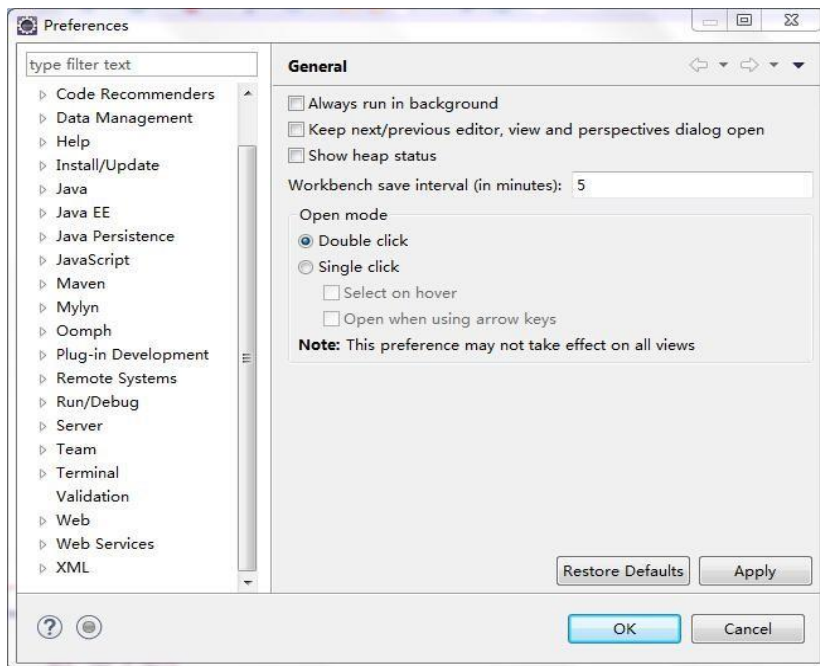 Preferences
type filter text
Code Recommenders
Data Management
Help
Install/Update
Java
Java EE
Java Persistence
JavaScript
Maven
Mylyn
Oomph
Plug-in Development
Remote Systems
Run/Debug
Server
Team
Terminal
Validation
Web
Web Services
XML
General
Always run in background
Keep next/previous editor, view and perspectives dialog open
Show heap status
Workbench save interval (in minutes): 5
Open mode
Double click
Single click
Select on hover
Open when using arrow keys
Note: This preference may not take effect on all views
Restore Defaults Apply
? OK Cancel